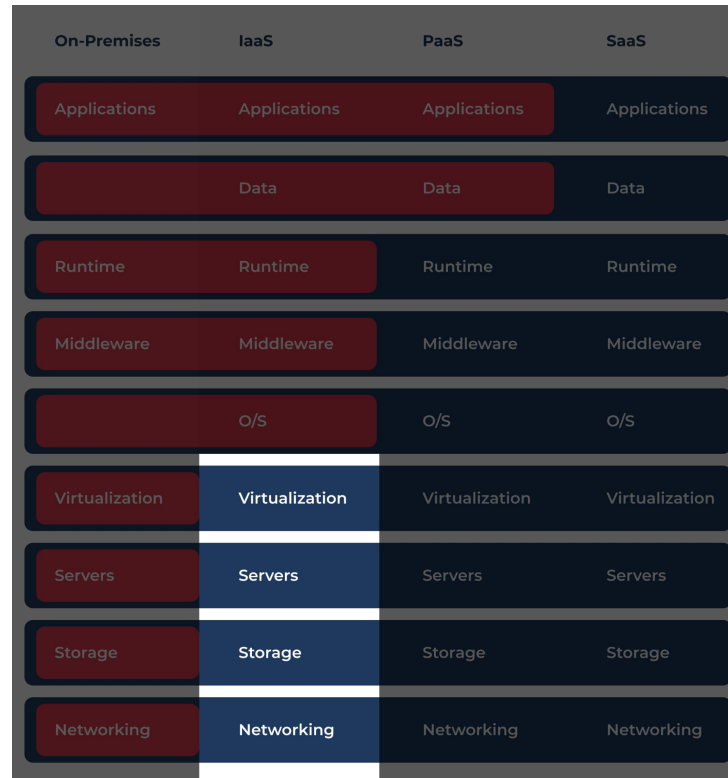 On-Premises IaaS PaaS SaaS
Applications Applications Applications Applications
Data Data Data
Runtime Runtime Runtime Runtime
Middleware Middleware Middleware Middleware
O/S O/S O/S
Virtualization Virtualization Virtualization Virtualization
Servers Servers Servers Servers
Storage Storage Storage Storage
Networking Networking Networking Networking